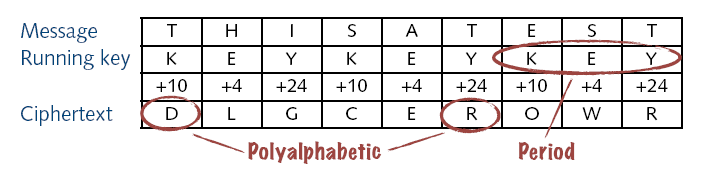 Message T H I S A T E S T
Running key K E Y K E Y K E Y
+10 +4 +24 +10 +4 +24 +10 +4 +24
Ciphertext D L G C E R O W R
Polyalphabetic Period